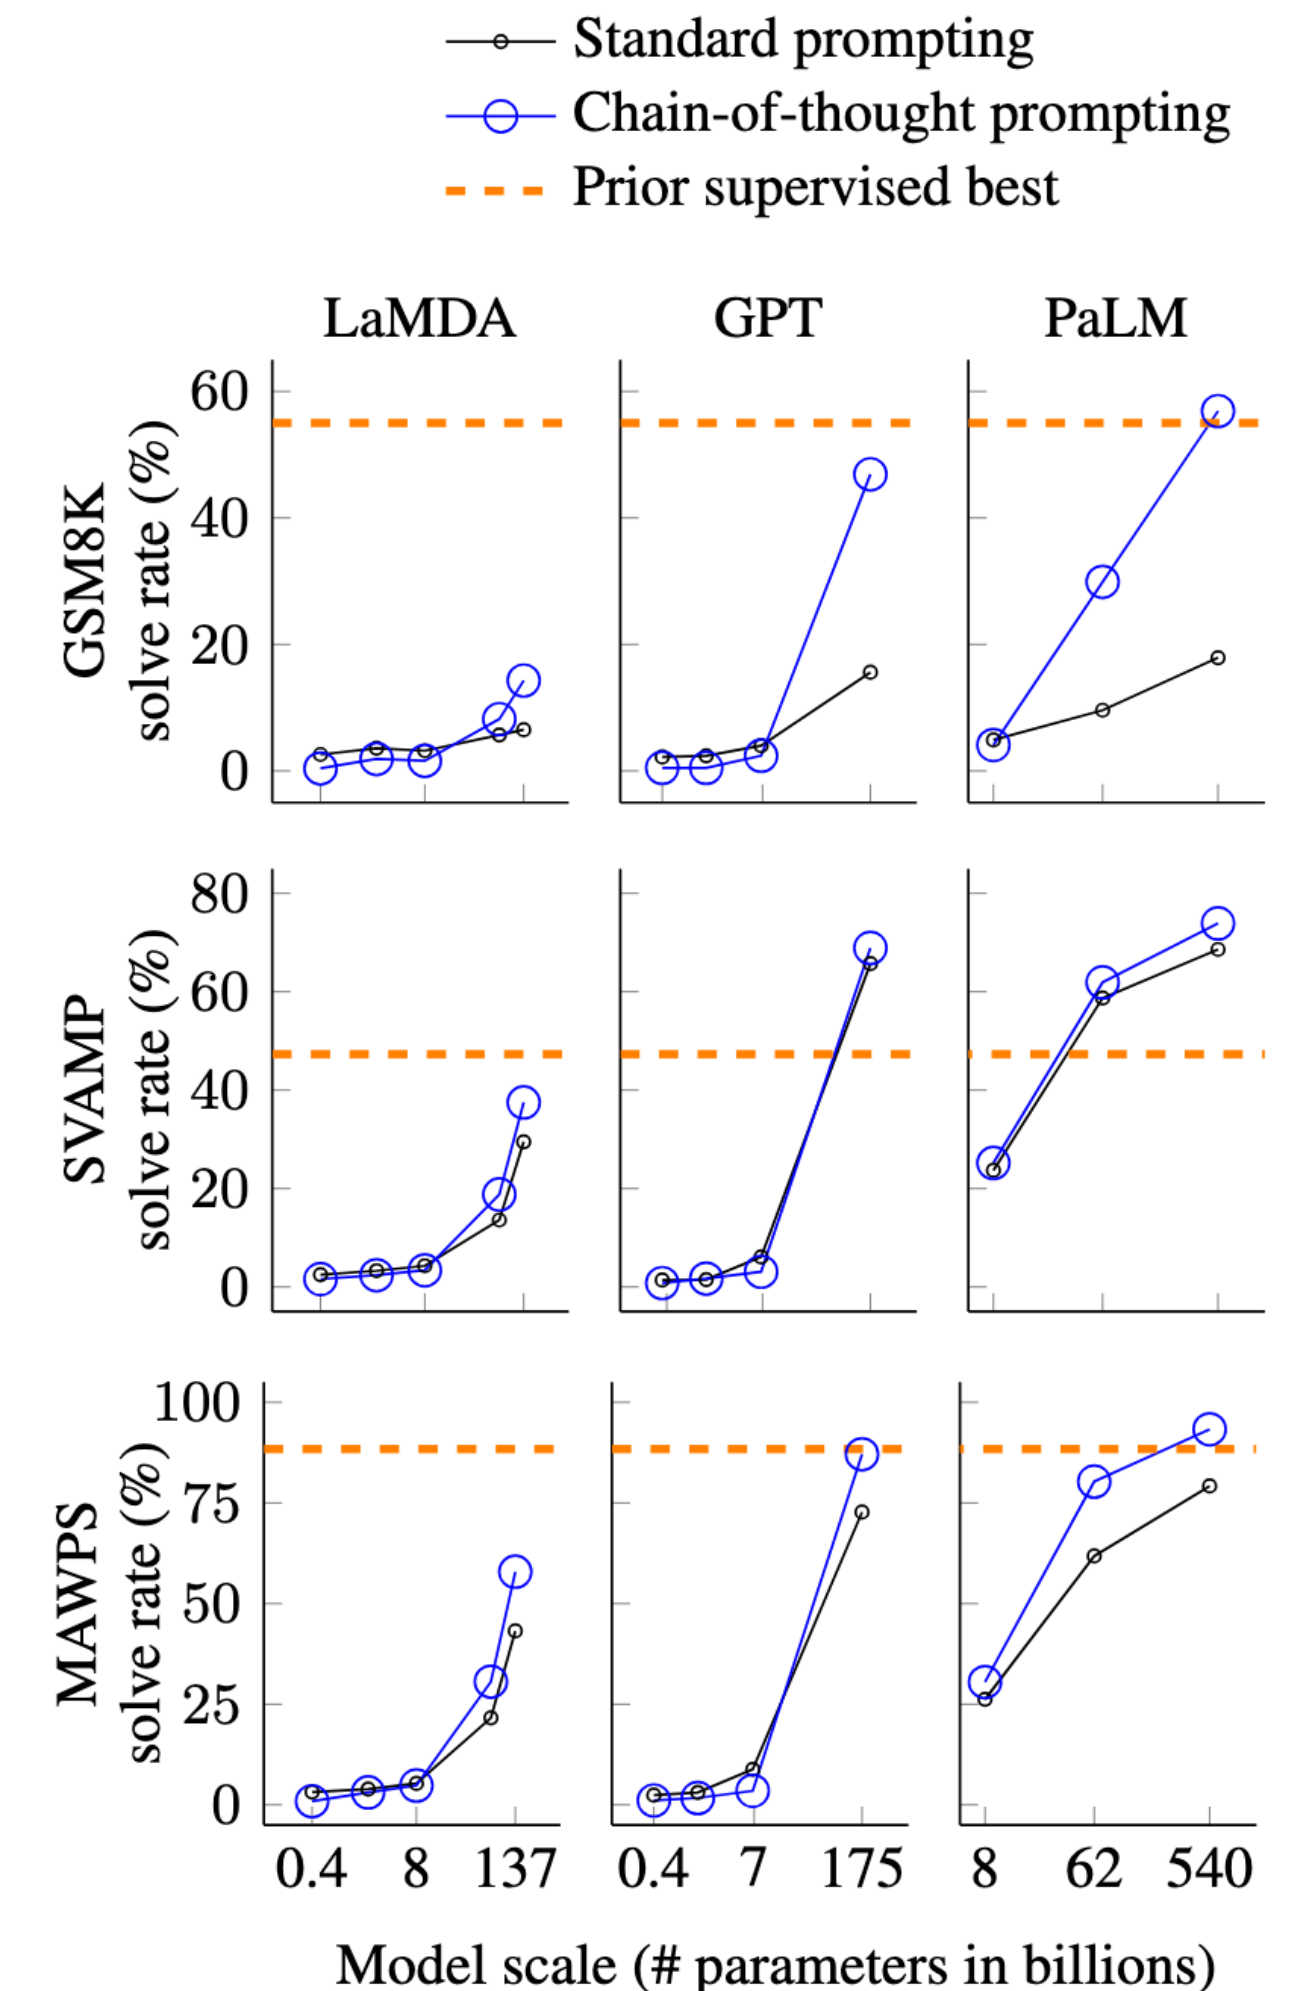 Standard prompting
Chain-of-thought prompting
Prior supervised best
LaMDA
GPT
PaLM
GSM8K
solve rate (%)
60
40
20
0
SVAMP
solve rate (%)
80
60
40
20
0
MAWPS
solve rate (%)
100
75
50
25
0
0.4 8 137
0.4 7 175
8 62 540
Model scale (# parameters in billions)